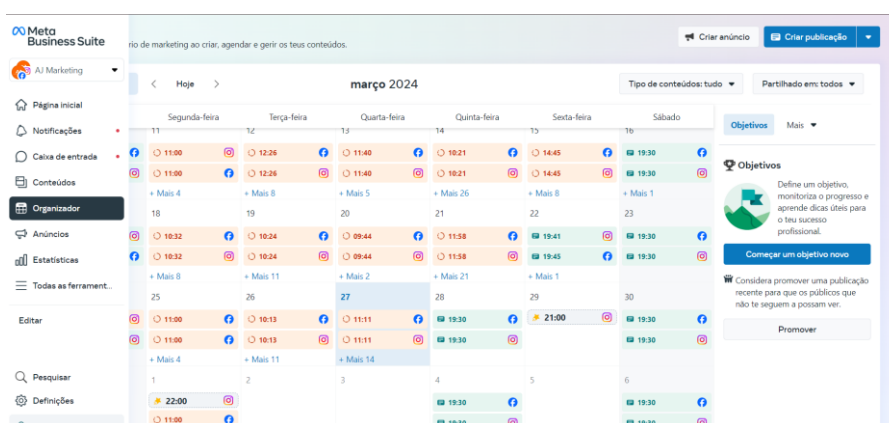 Meta
Business Suite
rio de marketing ao criar, agendar e gerir os teus conteúdos.
Criar anúncio
Criar publicação
AJ Marketing
Hoje
março 2024
Tipo de conteúdos: tudo
Partilhado em: todos
Página inicial
Notificações
Caixa de entrada
Conteúdos
Organizador
Anúncios
Estatísticas
Todas as ferrament...
Editar
Pesquisar
Definições
Segunda-feira Terça-feira Quarta-feira Quinta-feira Sexta-feira Sábado
11 12 13 14 15 16
11:00 12:26 11:40 10:21 14:45 19:30
11:00 12:26 11:40 10:21 14:45 19:30
+ Mais 4 + Mais 8 + Mais 5 + Mais 26 + Mais 8 + Mais 1
18 19 20 21 22 23
10:32 10:24 09:44 11:58 19:41 19:30
10:32 10:24 09:44 11:58 19:45 19:30
+ Mais 8 + Mais 11 + Mais 2 + Mais 21 + Mais 1
25 26 27 28 29 30
11:00 10:13 11:11 19:30 21:00 19:30
11:00 10:13 11:11 19:30 19:30
+ Mais 4 + Mais 11 + Mais 14
1 2 3 4 5 6
22:00 19:30 19:30
11:00 19:30 19:30
Objetivos Mais
Objetivos
Define um objetivo,
monitoriza o progresso e
aprende dicas úteis para
o teu sucesso
profissional.
Começar um objetivo novo
Considera promover uma publicação
recente para que os públicos que
não te seguem a possam ver.
Promover